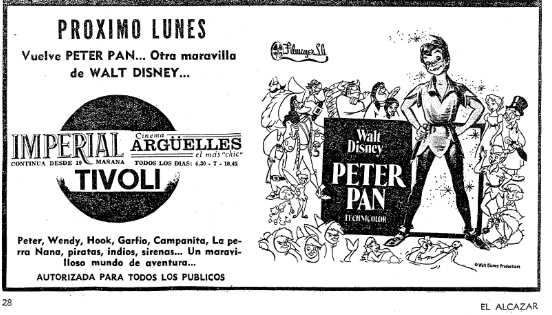 PROXIMO LUNES
Vuelve PETER PAN... Otra maravilla
de WALT DISNEY...
IMPERIAL
CONTINUA DESDE 10 MAÑANA
Cinema
ARGÜELLES
el más "chic"
TODOS LOS DIAS: 4.30 - 7 - 10.45
TIVOLI
Peter, Wendy, Hook, Garfio, Campanita, La pe-
rra Nana, piratas, indios, sirenas... Un maravi-
lloso mundo de aventura...
AUTORIZADA PARA TODOS LOS PUBLICOS
Filmayer, S.A.
Walt
Disney
PETER
PAN
TECHNICOLOR
©Walt Disney Productions
28
EL ALCAZAR